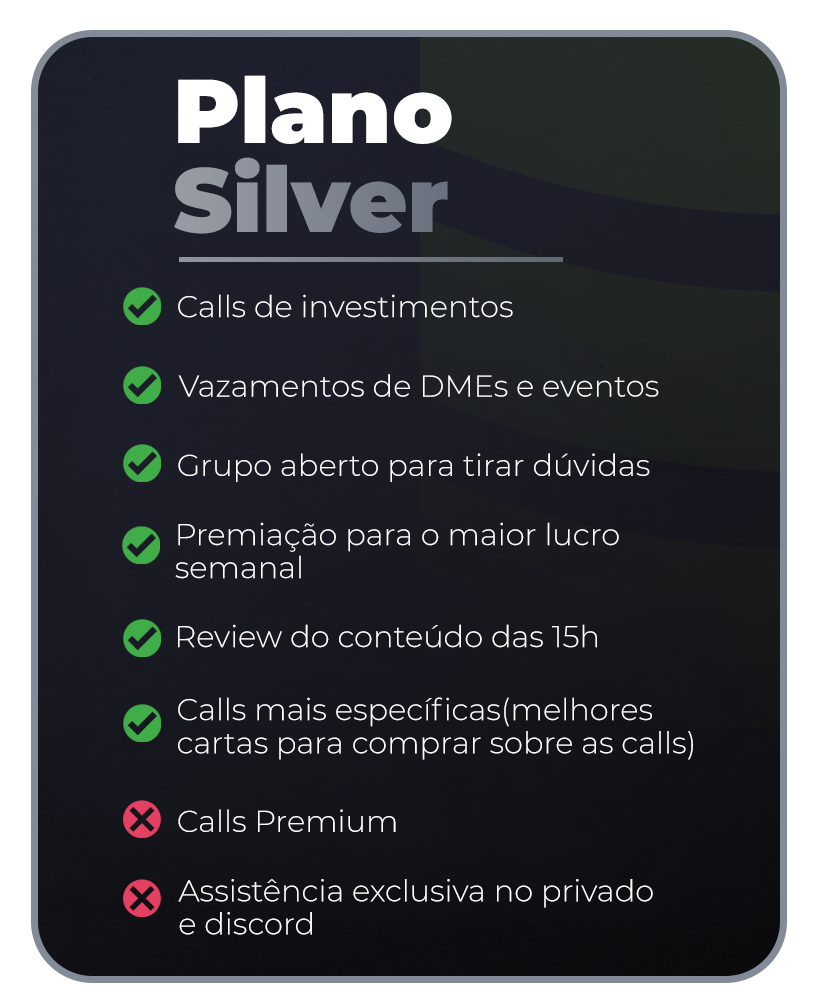 Plano
Silver
Calls de investimentos
Vazamentos de DMEs e eventos
Grupo aberto para tirar dúvidas
Premiação para o maior lucro
semanal
Review do conteúdo das 15h
Calls mais específicas(melhores
cartas para comprar sobre as calls)
Calls Premium
Assistência exclusiva no privado
e discord